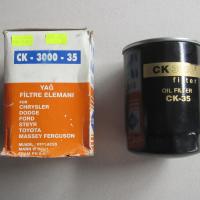 CK - 3000 - 35
YAĞ
FİLTRE ELEMANI
FOR
CHRYSLER
DODGE
FORD
STEYR
TOYOTA
MASSEY FERGUSON
CK
filter
OIL FILTER
CK-35